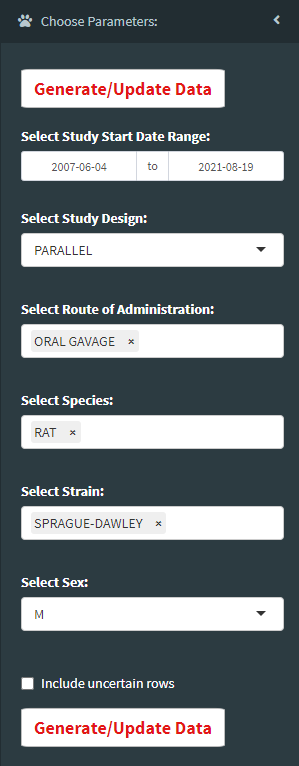 Choose Parameters:
Generate/Update Data
Select Study Start Date Range:
2007-06-04 to 2021-08-19
Select Study Design:
PARALLEL
Select Route of Administration:
ORAL GAVAGE ×
Select Species:
RAT ×
Select Strain:
SPRAGUE-DAWLEY ×
Select Sex:
M
Include uncertain rows
Generate/Update Data